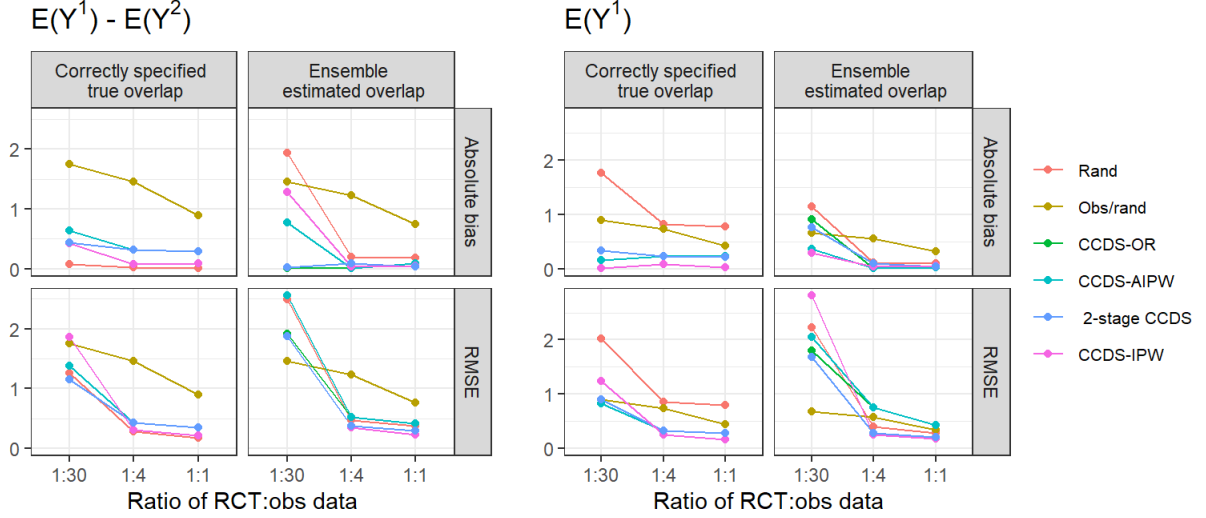 E(Y¹) - E(Y²)
Correctly specified
true overlap
Ensemble
estimated overlap
Absolute bias
RMSE
2
1
0
2
1
0
1:30
1:4
1:1
1:30
1:4
1:1
Ratio of RCT:obs data
E(Y¹)
Correctly specified
true overlap
Ensemble
estimated overlap
Absolute bias
RMSE
2
1
0
2
1
0
1:30
1:4
1:1
1:30
1:4
1:1
Ratio of RCT:obs data
Rand
Obs/rand
CCDS-OR
CCDS-AIPW
2-stage CCDS
CCDS-IPW